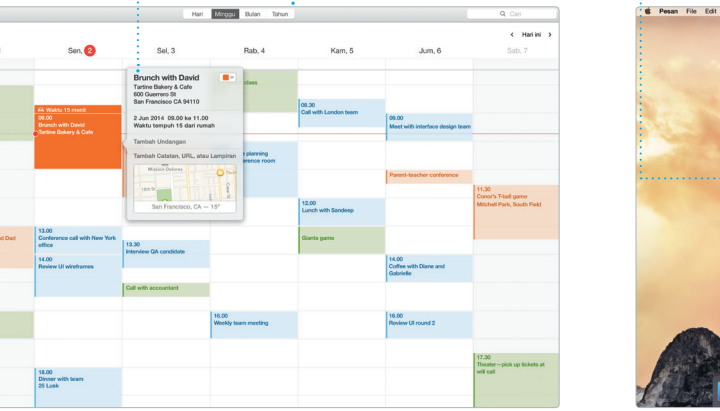 Hari Minggu Bulan Tahun
Cari
Hari ini
Sen, 2
Sel, 3
Rab, 4
Kam, 5
Jum, 6
Sab, 7
Waktu 15 menit
09.00
Brunch with David
Tartine Bakery & Cafe
Brunch with David
Tartine Bakery & Cafe
600 Guerrero St
San Francisco CA 94110
2 Jun 2014 09.00 ke 11.00
Waktu tempuh 15 dari rumah
Tambah Undangan
Tambah Catatan, URL, atau Lampiran
Mission Dolores
18th St
San Francisco, CA — 15°
class
planning
08.30
Call with London team
09.00
Meet with interface design team
Parent-teacher conference
11.30
Conor's T-ball game
Mitchell Park, South Field
12.00
Lunch with Sandeep
Giants game
Dad
13.00
Conference call with New York
office
14.00
Review UI wireframes
13.30
Interview QA candidate
Call with accountant
14.00
Coffee with Diane and
Gabrielle
16.00
Weekly team meeting
16.00
Review UI round 2
17.30
Theater—pick up tickets at
will call
18.00
Dinner with team
25 Lusk
Pesan File Edit